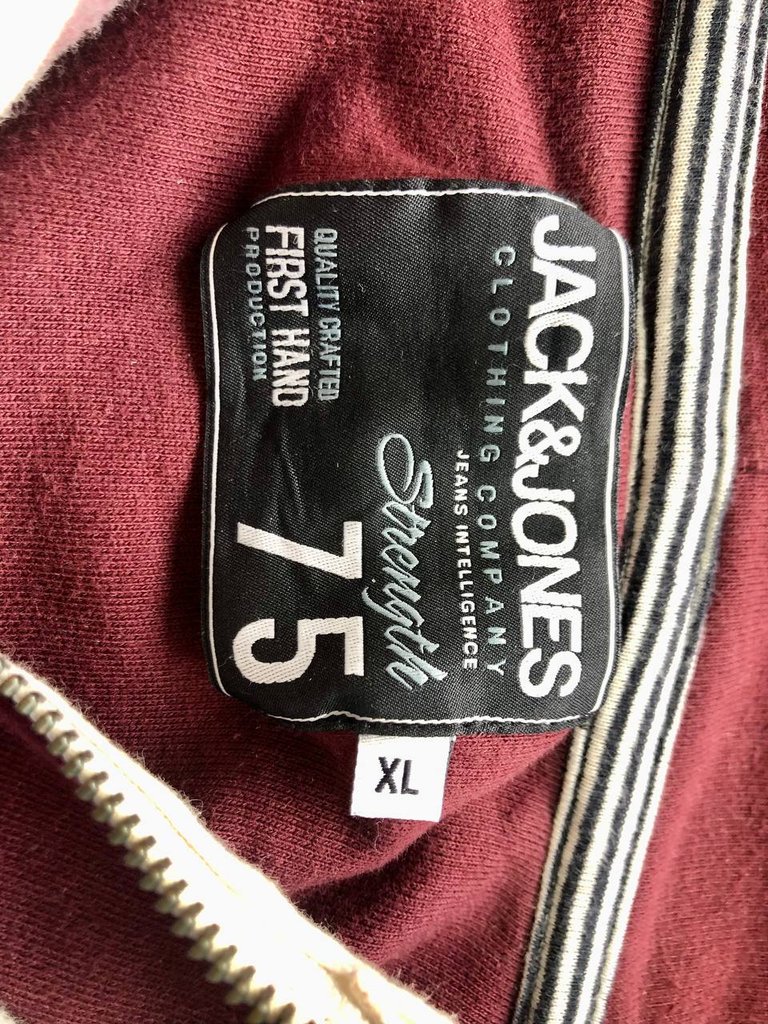 JACK&JONES
CLOTHING COMPANY
JEANS INTELLIGENCE
Strength
75
QUALITY CRAFTED
FIRST HAND
PRODUCTION
XL